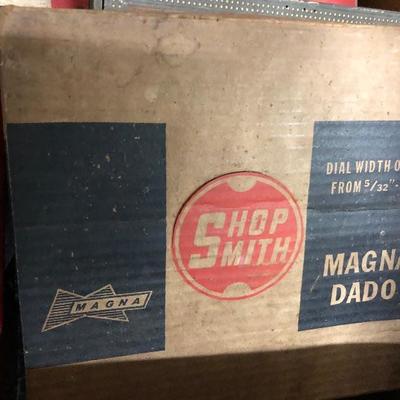 DIAL WIDTH O
FROM 5/32"-
SHOP
SMITH
MAGNA
DADO
MAGNA